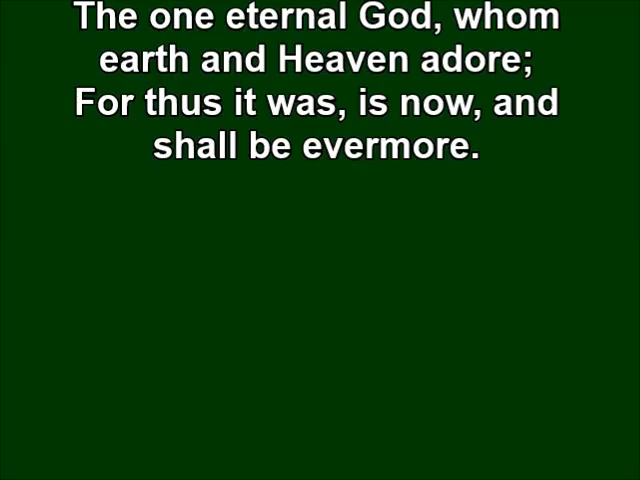 The one eternal God, whom
earth and Heaven adore;
For thus it was, is now, and
shall be evermore.